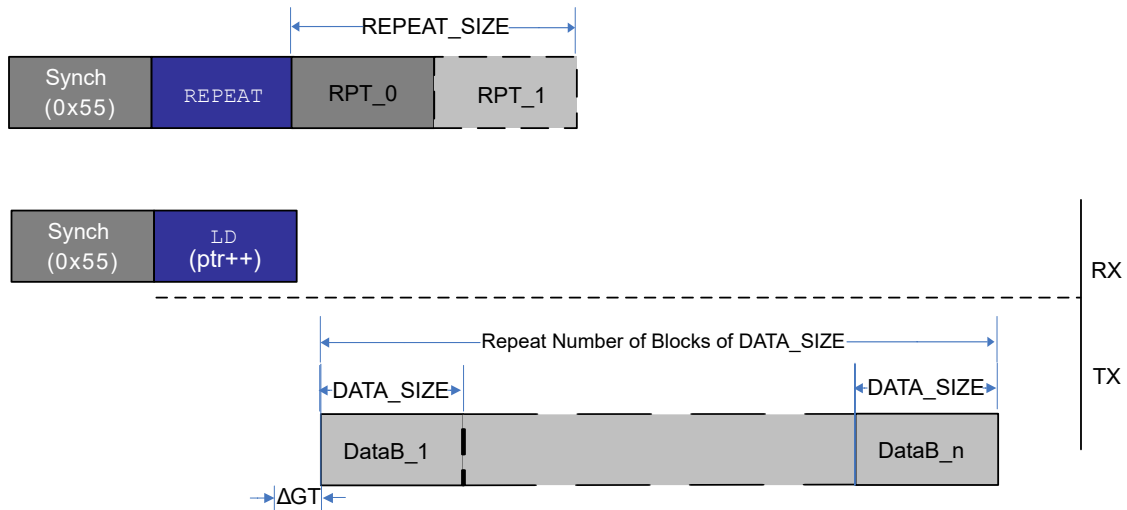 REPEAT_SIZE
Synch
(0x55)
REPEAT
RPT_0
RPT_1
Synch
(0x55)
LD
(ptr++)
RX
Repeat Number of Blocks of DATA_SIZE
TX
DATA_SIZE
DATA_SIZE
DataB_1
DataB_n
ΔGT